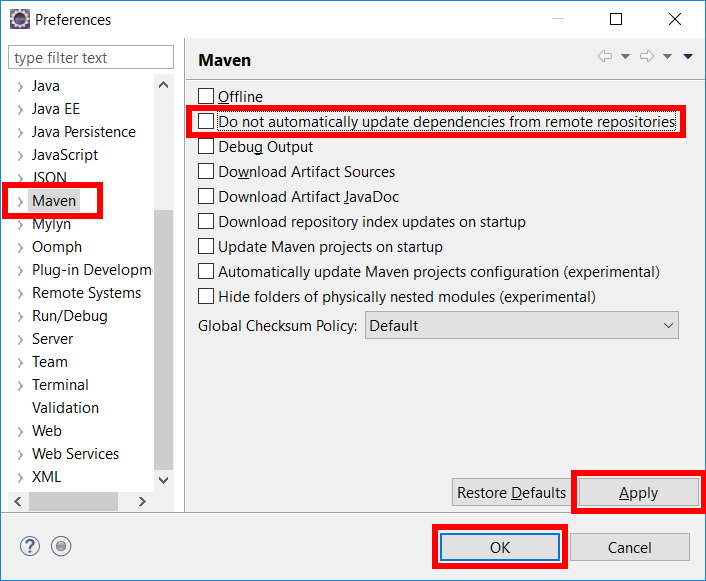 Preferences
type filter text
Java
Java EE
Java Persistence
JavaScript
JSON
Maven
Mylyn
Oomph
Plug-in Developm
Remote Systems
Run/Debug
Server
Team
Terminal
Validation
Web
Web Services
XML
Maven
Offline
Do not automatically update dependencies from remote repositories
Debug Output
Download Artifact Sources
Download Artifact JavaDoc
Download repository index updates on startup
Update Maven projects on startup
Automatically update Maven projects configuration (experimental)
Hide folders of physically nested modules (experimental)
Global Checksum Policy: Default
Restore Defaults Apply
? OK Cancel